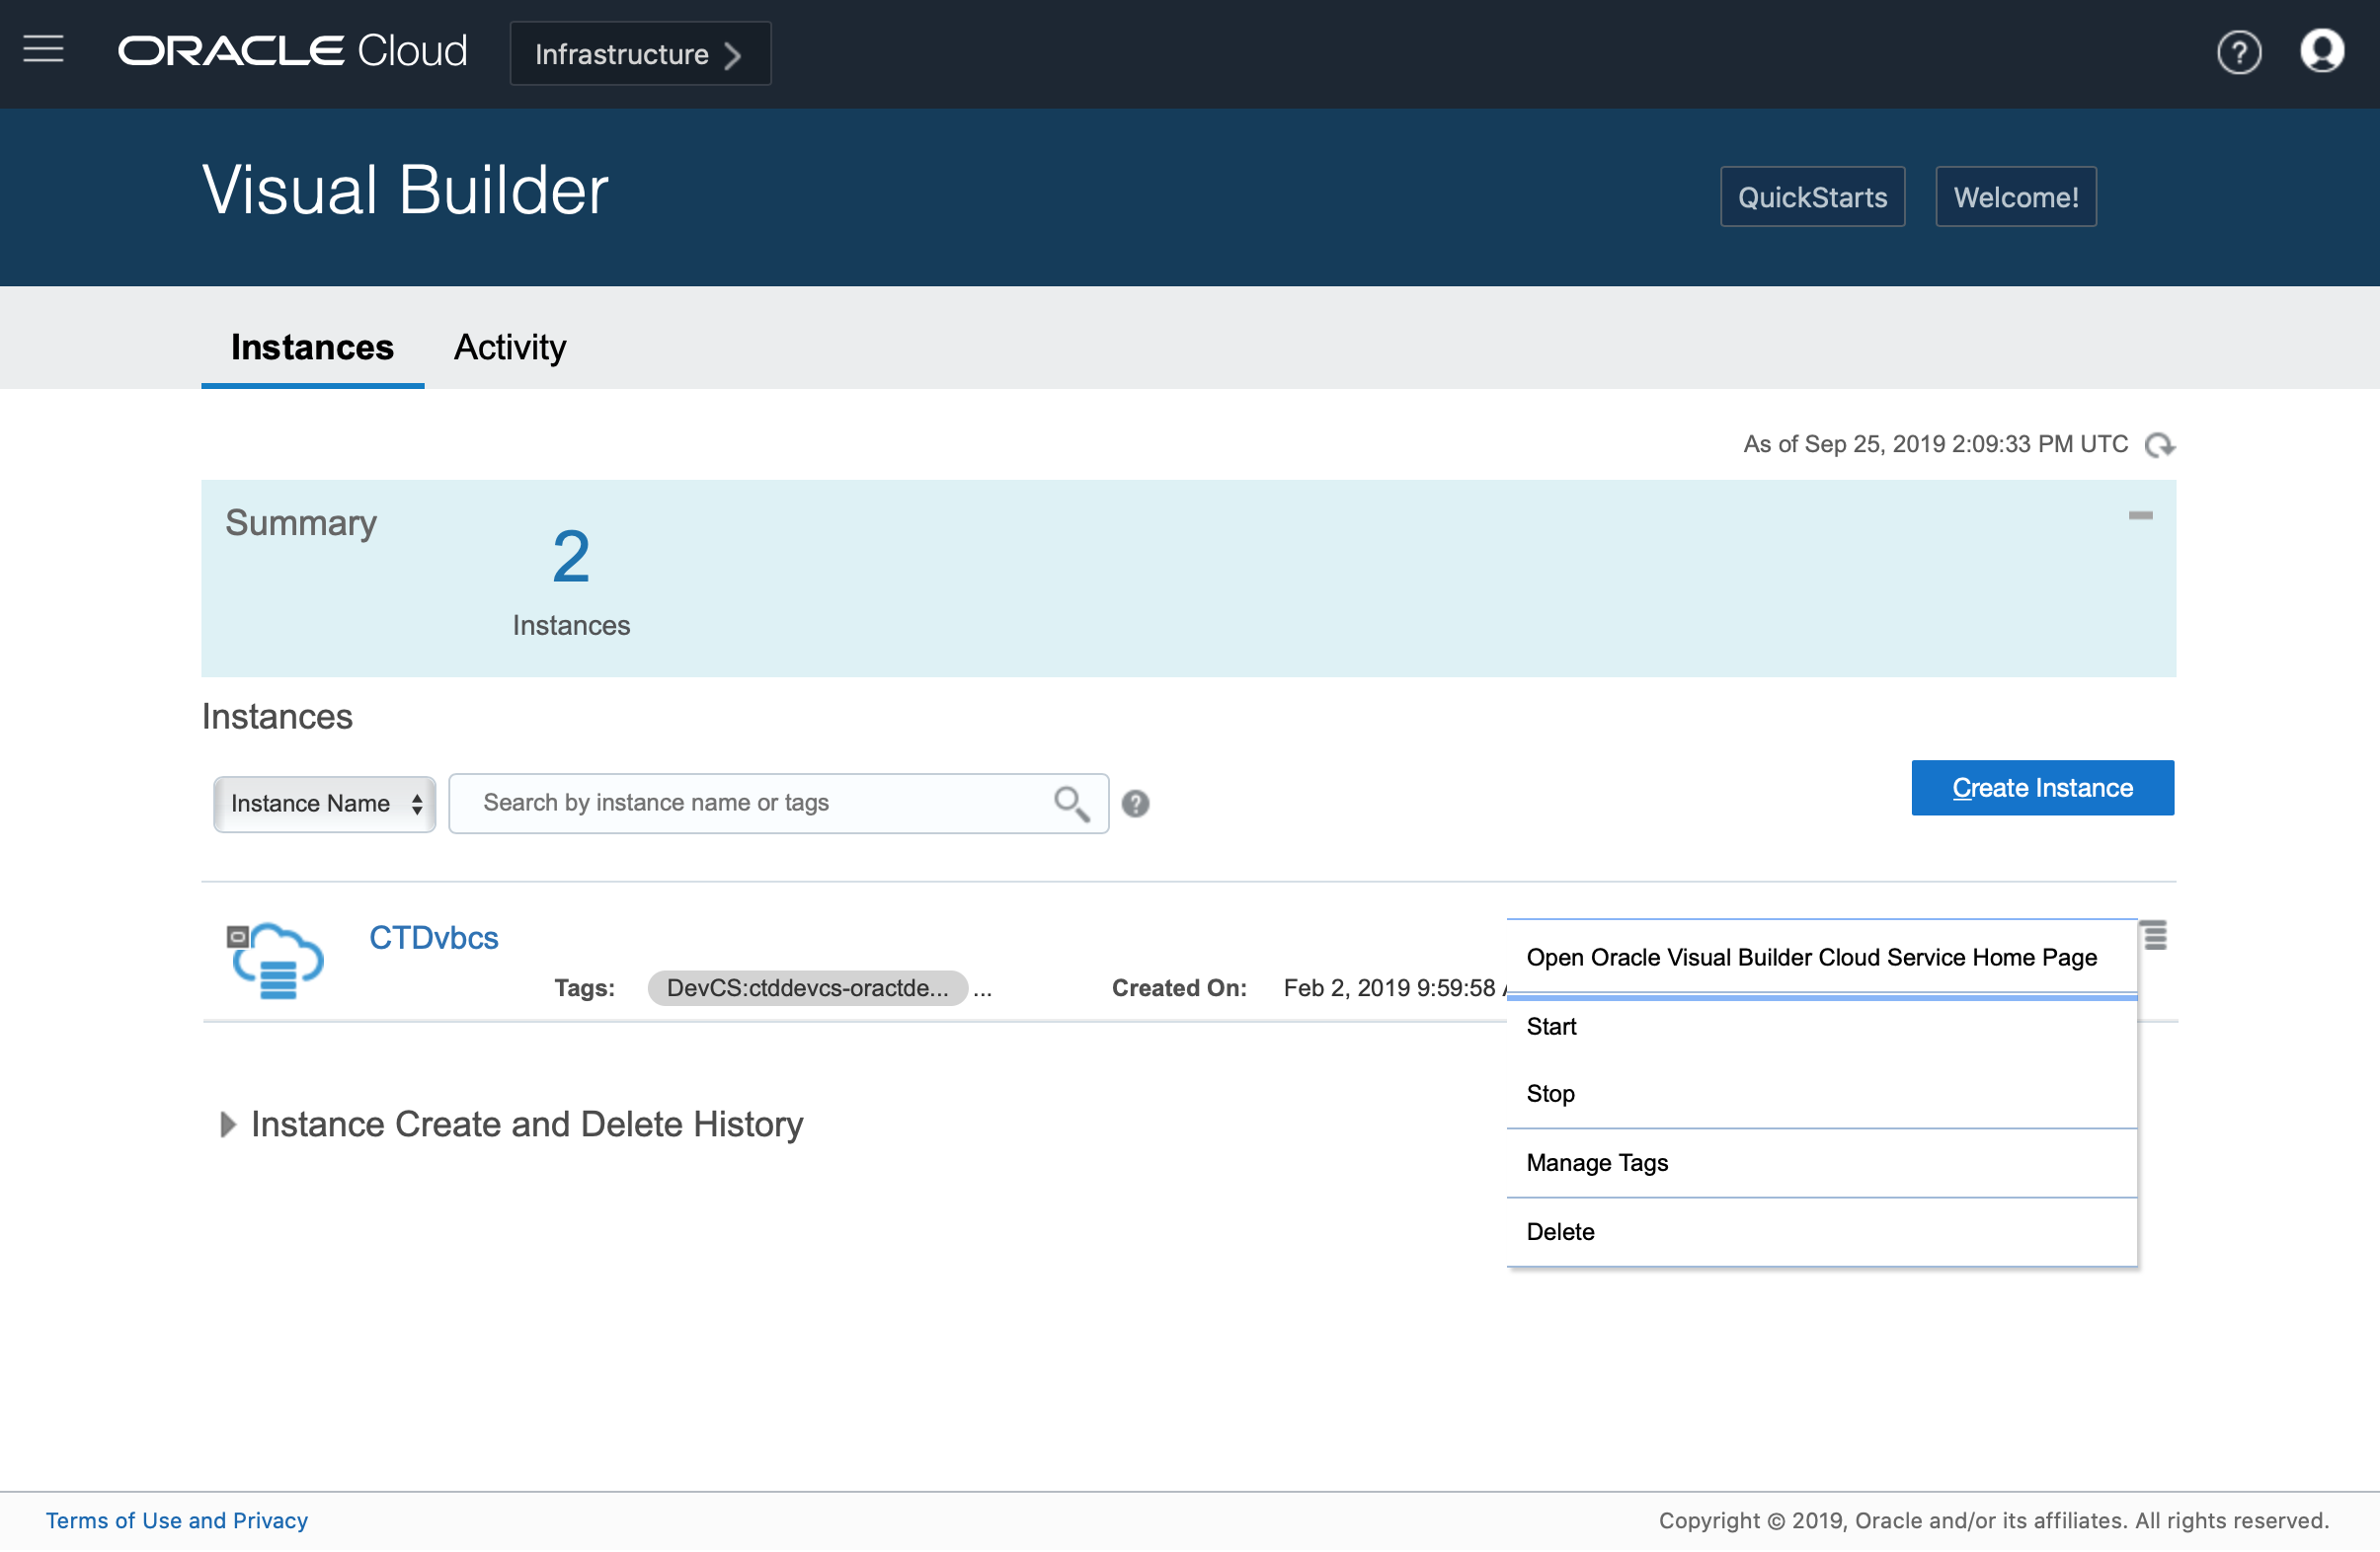 ORACLE Cloud
Infrastructure
Visual Builder
QuickStarts
Welcome!
Instances
Activity
As of Sep 25, 2019 2:09:33 PM UTC
Summary
2
Instances
Instances
Instance Name
Search by instance name or tags
Create Instance
CTDvbcs
Tags: DevCS:ctddevcs-oractde... ...
Created On: Feb 2, 2019 9:59:58
Open Oracle Visual Builder Cloud Service Home Page
Start
Stop
Manage Tags
Delete
Instance Create and Delete History
Terms of Use and Privacy
Copyright © 2019, Oracle and/or its affiliates. All rights reserved.